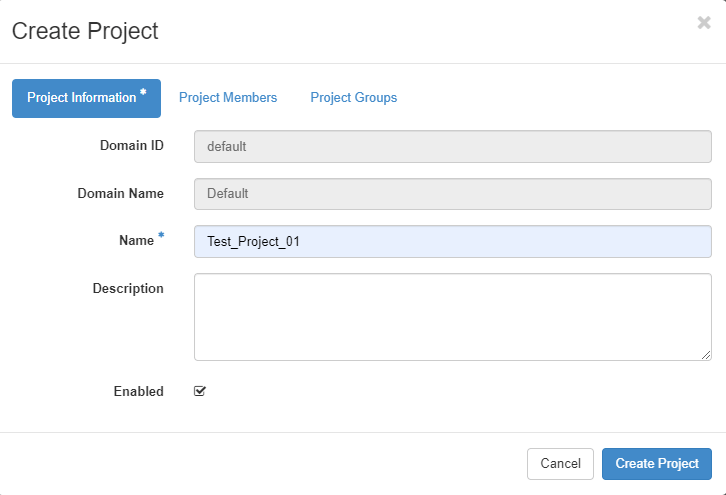 Create Project
Project Information *
Project Members
Project Groups
Domain ID
default
Domain Name
Default
Name *
Test_Project_01
Description
Enabled
Cancel
Create Project